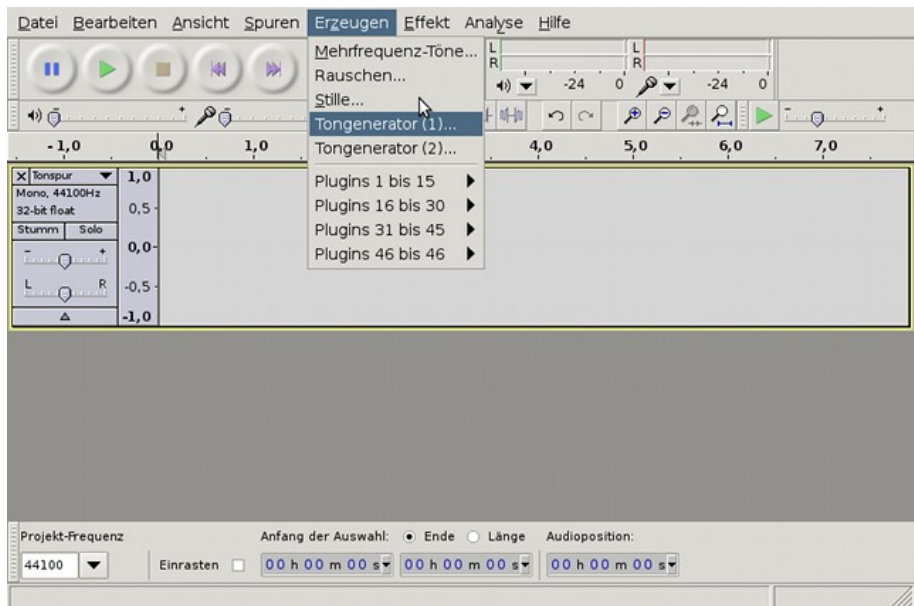 Datei Bearbeiten Ansicht Spuren Erzeugen Effekt Analyse Hilfe
Mehrfrequenz-Töne...
Rauschen...
Stille...
Tongenerator (1)...
Tongenerator (2)...
Plugins 1 bis 15
Plugins 16 bis 30
Plugins 31 bis 45
Plugins 46 bis 46
L
R
-24 0
L
R
-24 0
- +
-1,0 0,0 1,0 4,0 5,0 6,0 7,0
X Tonspur
Mono, 44100Hz
32-bit float
Stumm Solo
- +
L R
1,0
0,5
0,0
-0,5
-1,0
Projekt-Frequenz Anfang der Auswahl: Ende Länge Audioposition:
44100 Einrasten 00 h 00 m 00 s 00 h 00 m 00 s 00 h 00 m 00 s